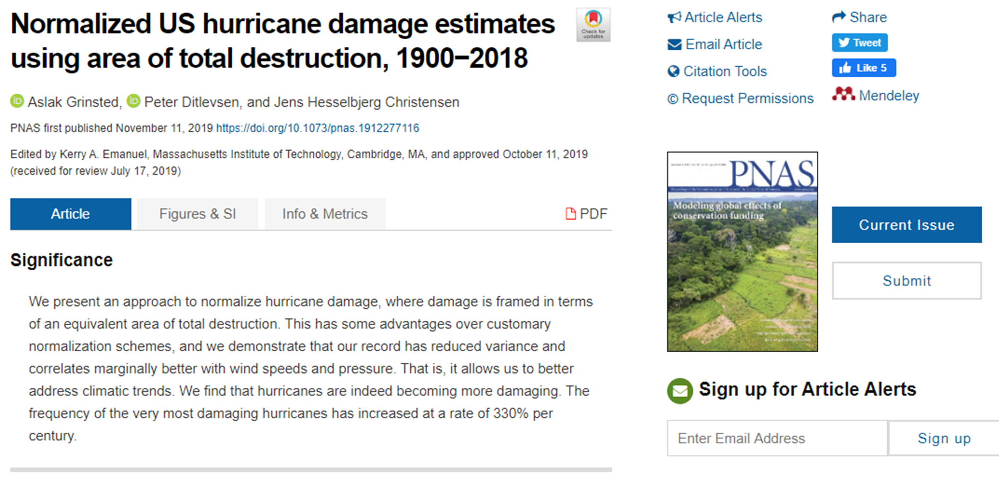 Normalized US hurricane damage estimates
using area of total destruction, 1900–2018
Check for
updates
iD Aslak Grinsted, iD Peter Ditlevsen, and Jens Hesselbjerg Christensen
PNAS first published November 11, 2019 https://doi.org/10.1073/pnas.1912277116
Edited by Kerry A. Emanuel, Massachusetts Institute of Technology, Cambridge, MA, and approved October 11, 2019
(received for review July 17, 2019)
Article
Figures & SI
Info & Metrics
PDF
Significance
We present an approach to normalize hurricane damage, where damage is framed in terms
of an equivalent area of total destruction. This has some advantages over customary
normalization schemes, and we demonstrate that our record has reduced variance and
correlates marginally better with wind speeds and pressure. That is, it allows us to better
address climatic trends. We find that hurricanes are indeed becoming more damaging. The
frequency of the very most damaging hurricanes has increased at a rate of 330% per
century.
Article Alerts
Email Article
Citation Tools
© Request Permissions
Share
Tweet
Like 5
Mendeley
PNAS
Modeling global effects of
conservation funding
Current Issue
Submit
Sign up for Article Alerts
Enter Email Address
Sign up